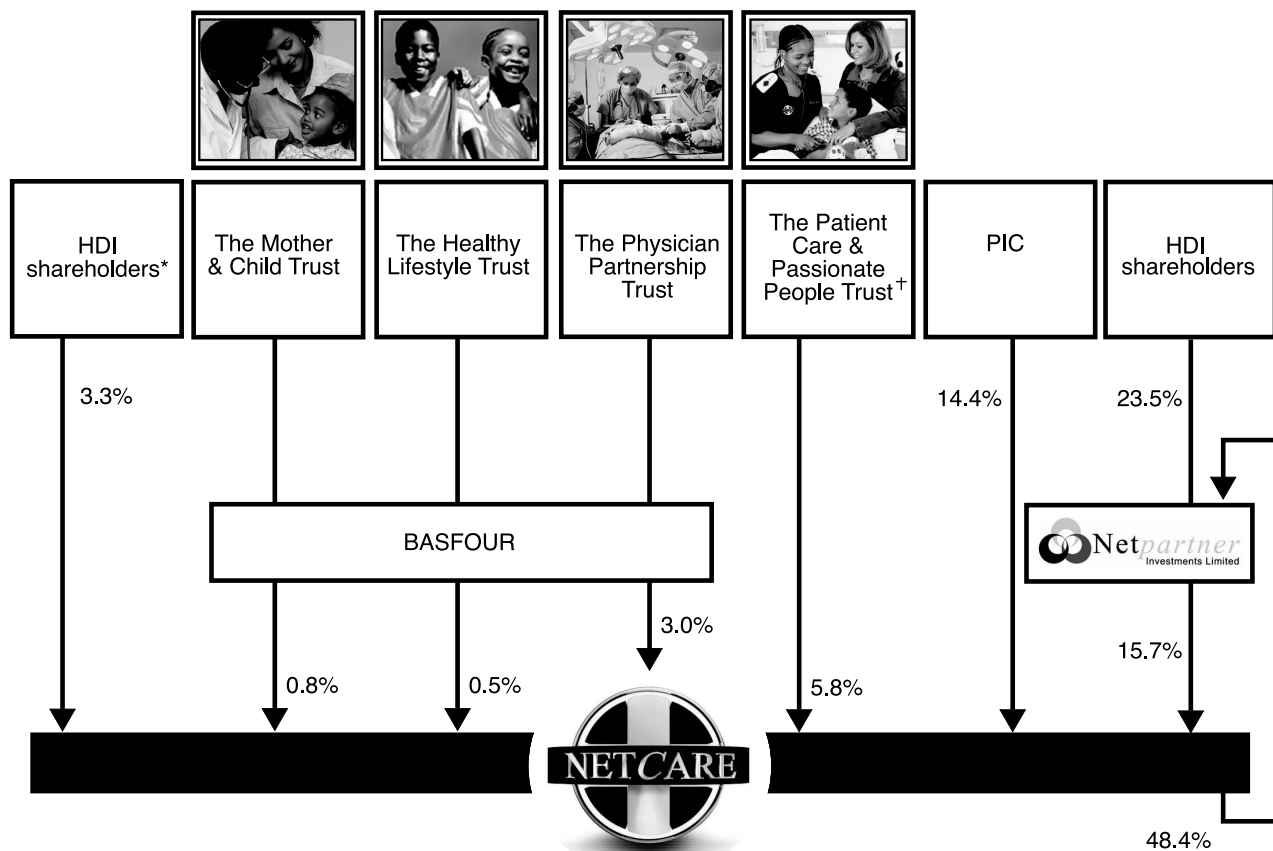 HDI
shareholders*
The Mother
& Child Trust
The Healthy
Lifestyle Trust
The Physician
Partnership
Trust
The Patient
Care &
Passionate
People Trust†
PIC
HDI
shareholders
3.3%
14.4%
23.5%
BASFOUR
Netpartner
Investments Limited
0.8%
0.5%
3.0%
5.8%
15.7%
NETCARE
48.4%